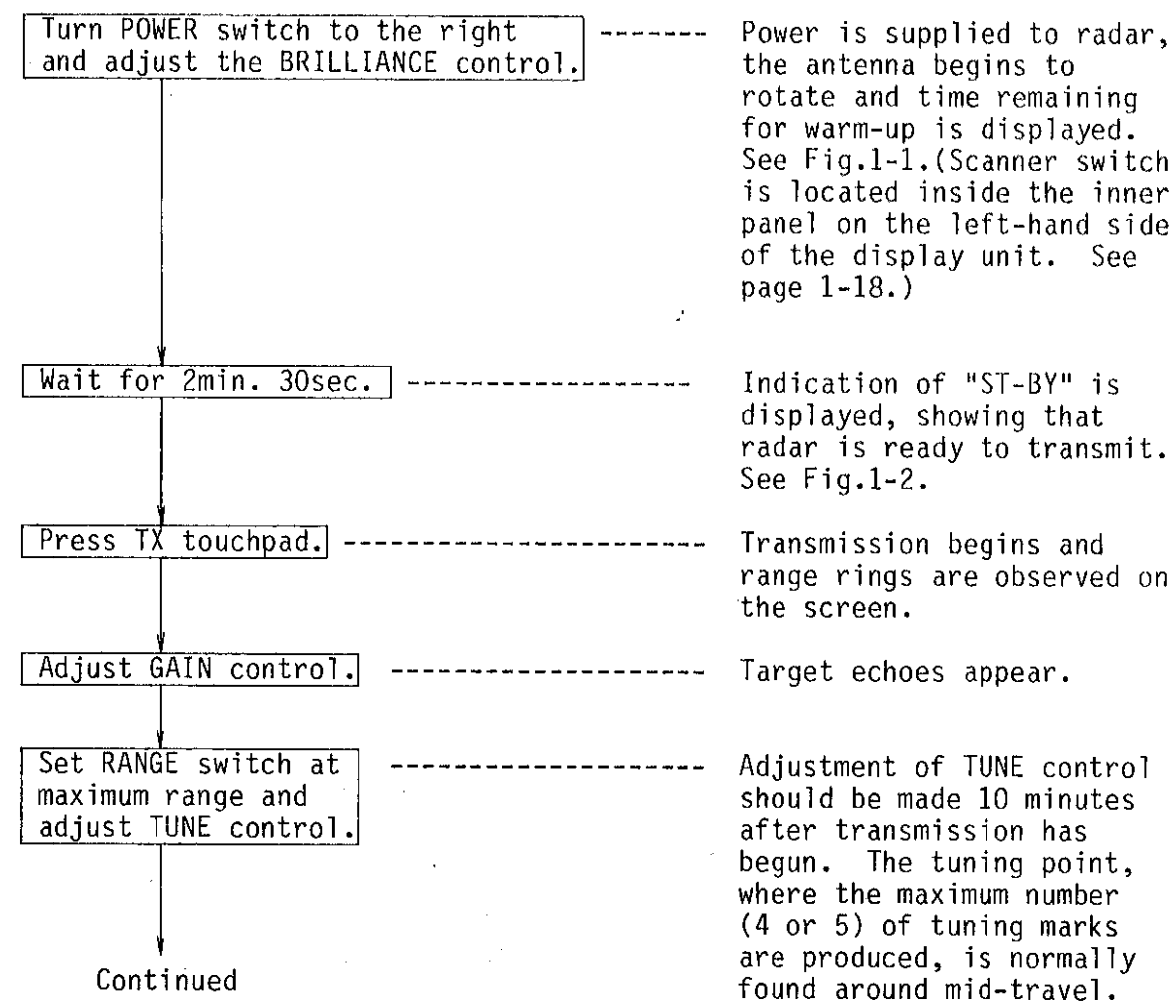 Turn POWER switch to the right
and adjust the BRILLIANCE control.
Power is supplied to radar,
the antenna begins to
rotate and time remaining
for warm-up is displayed.
See Fig.1-1.(Scanner switch
is located inside the inner
panel on the left-hand side
of the display unit. See
page 1-18.)
Wait for 2min. 30sec.
Indication of "ST-BY" is
displayed, showing that
radar is ready to transmit.
See Fig.1-2.
Press TX touchpad.
Transmission begins and
range rings are observed on
the screen.
Adjust GAIN control.
Target echoes appear.
Set RANGE switch at
maximum range and
adjust TUNE control.
Adjustment of TUNE control
should be made 10 minutes
after transmission has
begun. The tuning point,
where the maximum number
(4 or 5) of tuning marks
are produced, is normally
found around mid-travel.
Continued